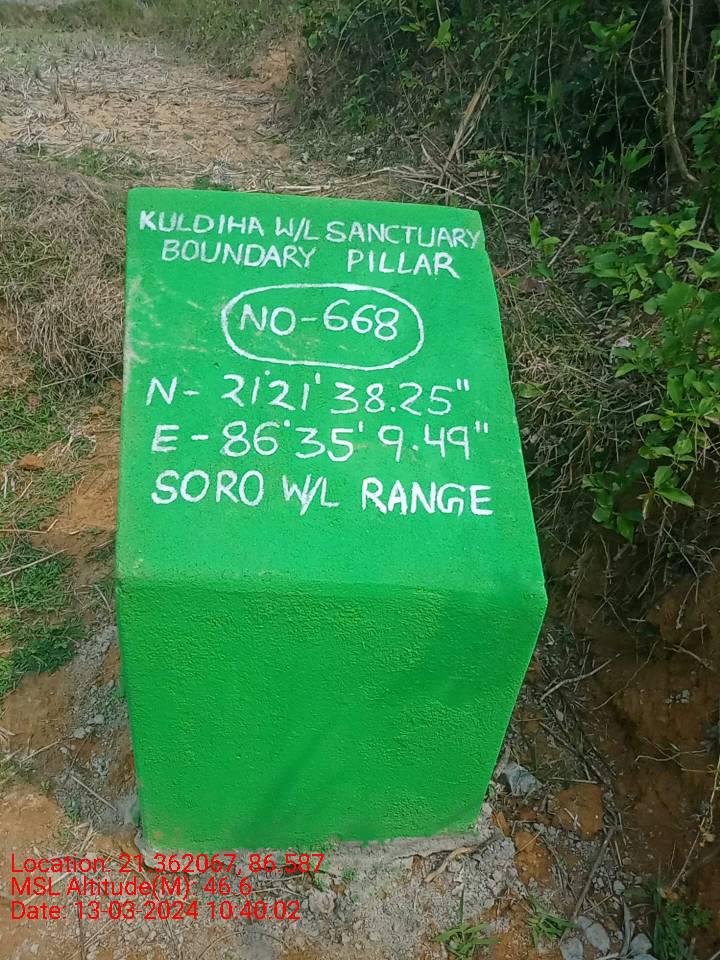 KULDIHA W/L SANCTUARY
BOUNDARY PILLAR
NO-668
N- 21°21' 38.25"
E - 86°35' 9.49"
SORO W/L RANGE
Location: 21.362067, 86.587
MSL Altitude(M): 46.6
Date: 13-03-2024 10:40:02